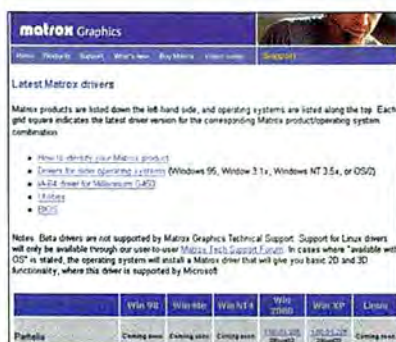 matrox Graphics
Home Products Support What's new Buy Matrox
Support
Latest Matrox drivers
Matrox products are listed down the left-hand side, and operating systems are listed along the top. Each
grid square indicates the latest driver version for the corresponding Matrox product/operating system
combination
How to identify your Matrox product
Drivers for older operating systems (Windows 95, Window 3.1x, Windows NT 3.5x, or OS/2)
IA-64 driver for Millennium G450
Utilities
BIOS
Notes: Beta drivers are not supported by Matrox Graphics Technical Support. Support for Linux drivers
will only be available through our user-to-user Matrox Tech Support Forum. In cases where "available with
OS" is stated, the operating system will install a Matrox driver that will give you basic 2D and 3D
functionality, where this driver is supported by Microsoft
Win 98 Win Me Win NT4 Win 2000 Win XP Linux
Parhelia Coming soon Coming soon Coming soon Coming soon